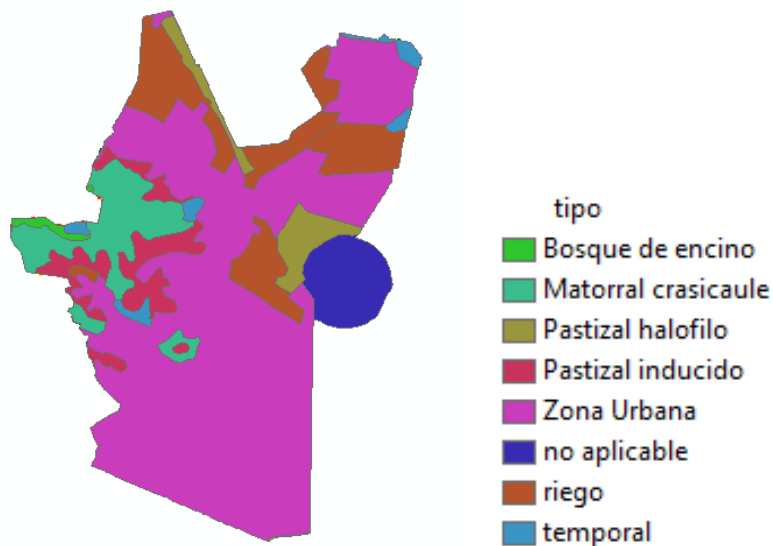 tipo
Bosque de encino
Matorral crasicaule
Pastizal halofilo
Pastizal inducido
Zona Urbana
no aplicable
riego
temporal